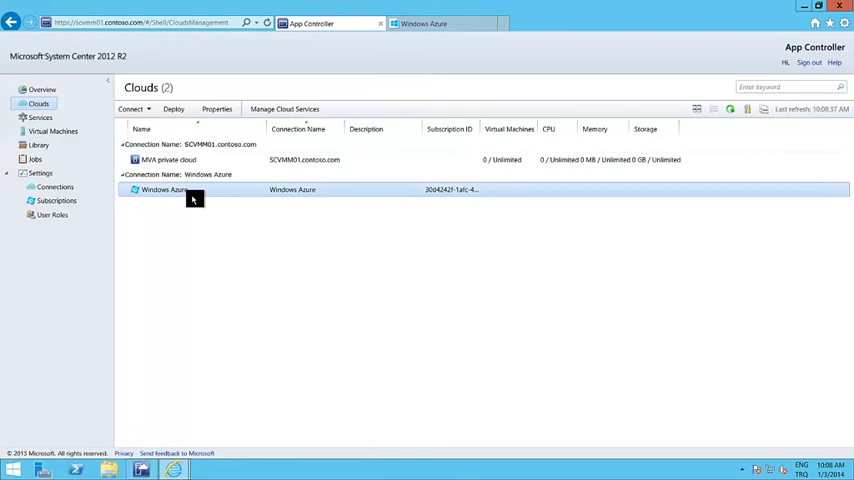 https://scvmm01.contoso.com/#/Shell/CloudsManagement
App Controller
Windows Azure
Microsoft System Center 2012 R2
App Controller
Hi, Sign out Help
Overview
Clouds
Services
Virtual Machines
Library
Jobs
Settings
Connections
Subscriptions
User Roles
Clouds (2)
Enter keyword
Connect Deploy Properties Manage Cloud Services
Last refresh: 10:08:37 AM
Name Connection Name Description Subscription ID Virtual Machines CPU Memory Storage
Connection Name: SCVMM01.contoso.com
MVA private cloud SCVMM01.contoso.com 0 / Unlimited 0 / Unlimited 0 MB / Unlimited 0 GB / Unlimited
Connection Name: Windows Azure
Windows Azure Windows Azure 30d4242f-1afc-4...
© 2013 Microsoft. All rights reserved. Privacy Send feedback to Microsoft
ENG 10:08 AM
TRQ 1/3/2014